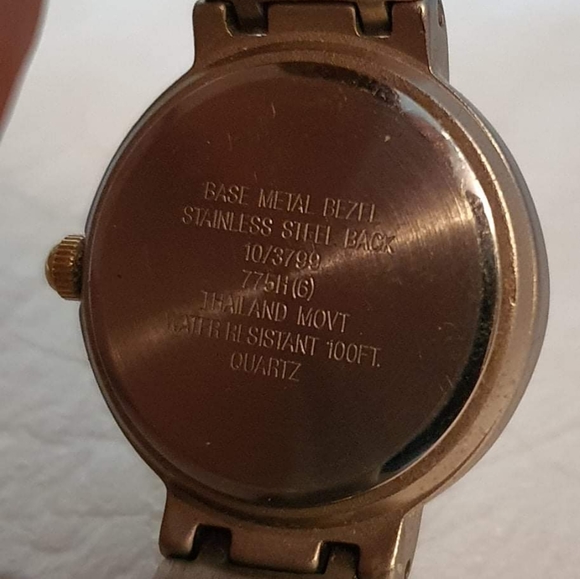 BASE METAL BEZEL
STAINLESS STEEL BACK
10/3799
775H(6)
THAILAND MOVT
WATER RESISTANT 100FT.
QUARTZ